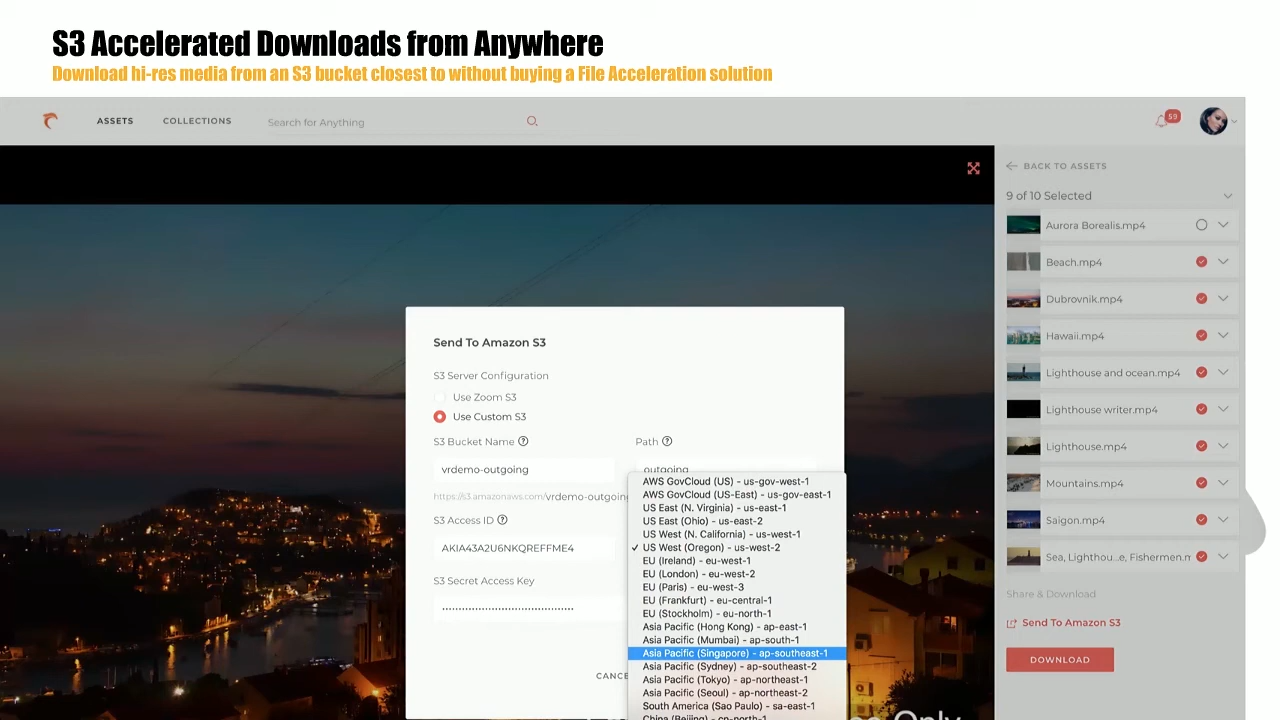 S3 Accelerated Downloads from Anywhere
Download hi-res media from an S3 bucket closest to without buying a File Acceleration solution
ASSETS
COLLECTIONS
Search for Anything
59
BACK TO ASSETS
9 of 10 Selected
Aurora Borealis.mp4
Beach.mp4
Dubrovnik.mp4
Hawaii.mp4
Lighthouse and ocean.mp4
Lighthouse writer.mp4
Lighthouse.mp4
Mountains.mp4
Saigon.mp4
Sea, Lighthou...e, Fishermen.m
Share & Download
Send To Amazon S3
DOWNLOAD
Send To Amazon S3
S3 Server Configuration
Use Zoom S3
Use Custom S3
S3 Bucket Name
Path
vrdemo-outgoing
outgoing
https://s3.amazonaws.com/vrdemo-outgoing
S3 Access ID
AKIA43A2U6NKQREFFME4
S3 Secret Access Key
CANCE
AWS GovCloud (US) - us-gov-west-1
AWS GovCloud (US-East) - us-gov-east-1
US East (N. Virginia) - us-east-1
US East (Ohio) - us-east-2
US West (N. California) - us-west-1
US West (Oregon) - us-west-2
EU (Ireland) - eu-west-1
EU (London) - eu-west-2
EU (Paris) - eu-west-3
EU (Frankfurt) - eu-central-1
EU (Stockholm) - eu-north-1
Asia Pacific (Hong Kong) - ap-east-1
Asia Pacific (Mumbai) - ap-south-1
Asia Pacific (Singapore) - ap-southeast-1
Asia Pacific (Sydney) - ap-southeast-2
Asia Pacific (Tokyo) - ap-northeast-1
Asia Pacific (Seoul) - ap-northeast-2
South America (Sao Paulo) - sa-east-1
China (Beijing) - cn-north-1
Only